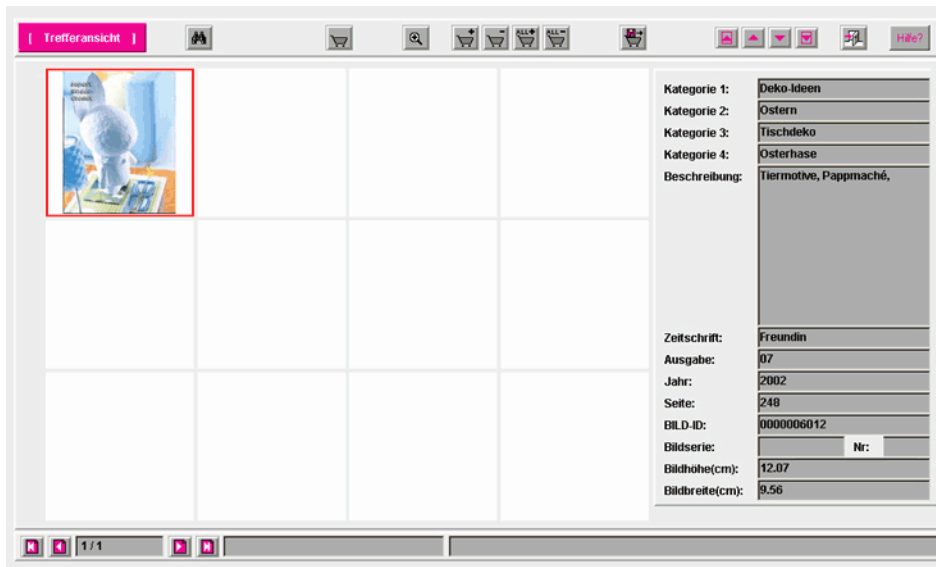 [ Trefferansicht ]
ALL+ ALL-
Hilfe?
Kategorie 1: Deko-Ideen
Kategorie 2: Ostern
Kategorie 3: Tischdeko
Kategorie 4: Osterhase
Beschreibung: Tiermotive, Pappmaché,
Zeitschrift: Freundin
Ausgabe: 07
Jahr: 2002
Seite: 248
BILD-ID: 0000006012
Bildserie: Nr:
Bildhöhe(cm): 12.07
Bildbreite(cm): 9.56
1 / 1